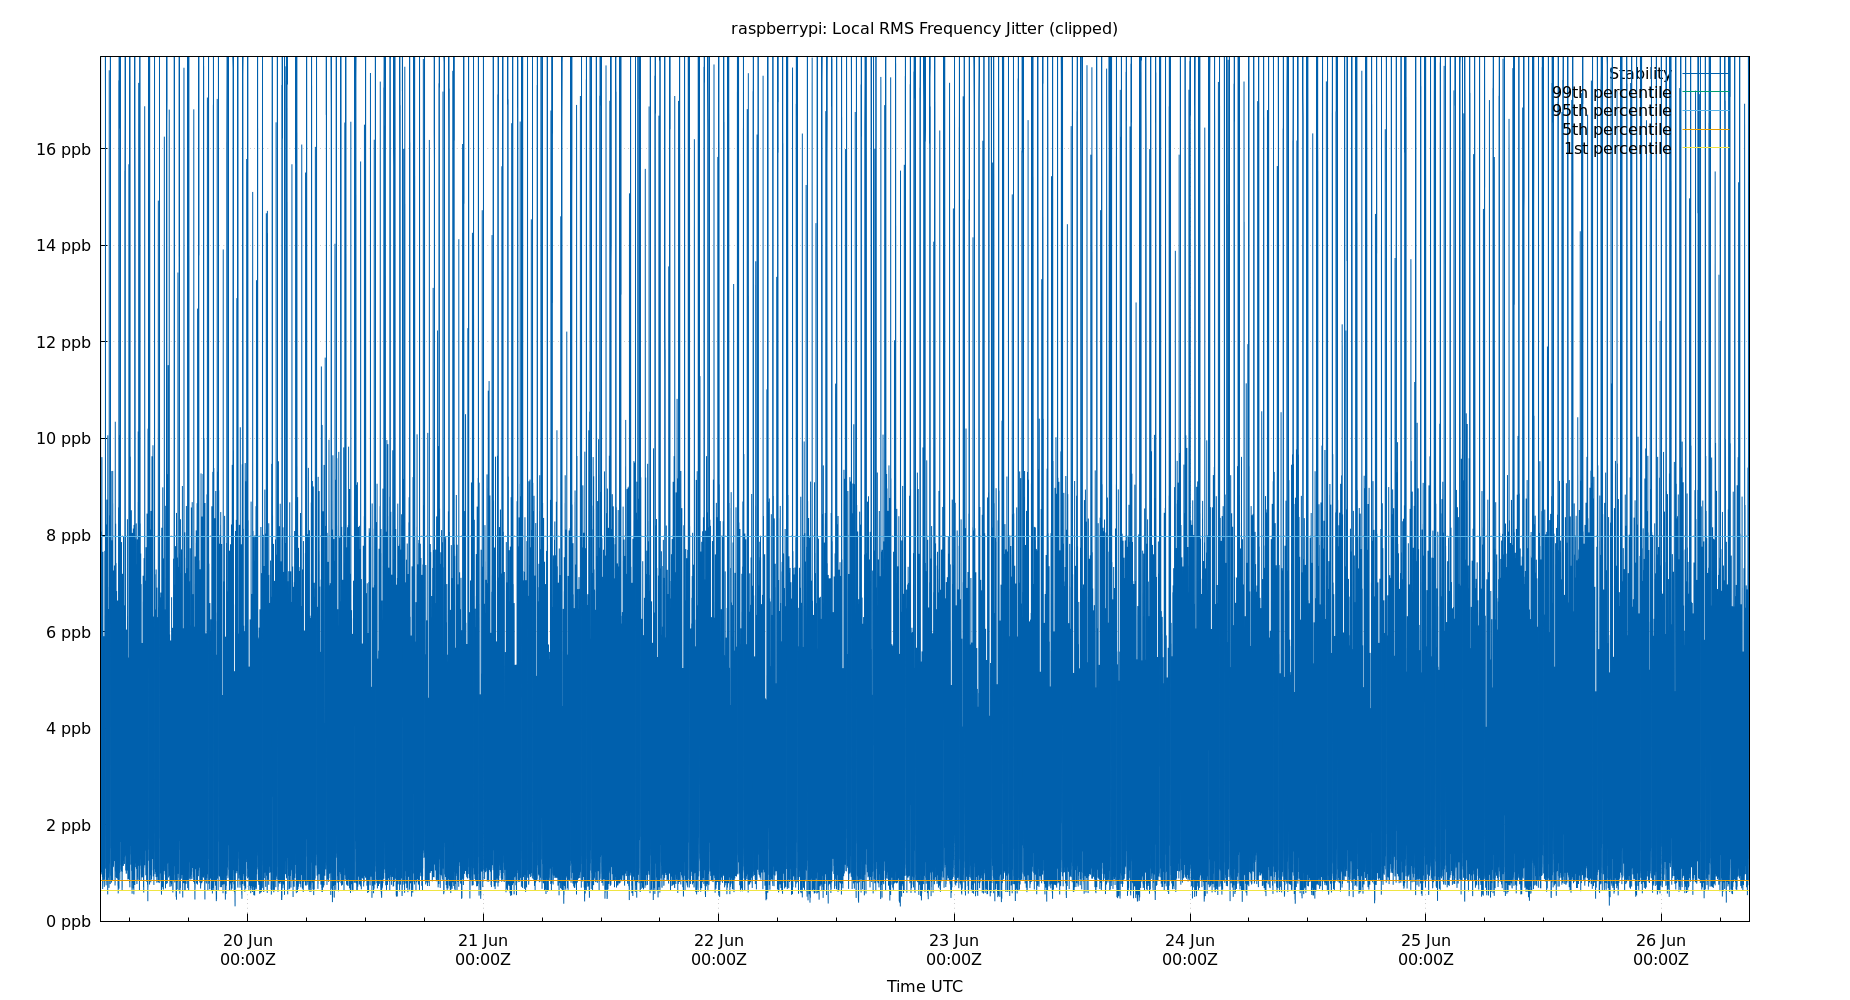 raspberrypi: Local RMS Frequency Jitter (clipped)
Stability
99th percentile
95th percentile
5th percentile
1st percentile
16 ppb
14 ppb
12 ppb
10 ppb
8 ppb
6 ppb
4 ppb
2 ppb
0 ppb
20 Jun 21 Jun 22 Jun 23 Jun 24 Jun 25 Jun 26 Jun
00:00Z 00:00Z 00:00Z 00:00Z 00:00Z 00:00Z 00:00Z
Time UTC